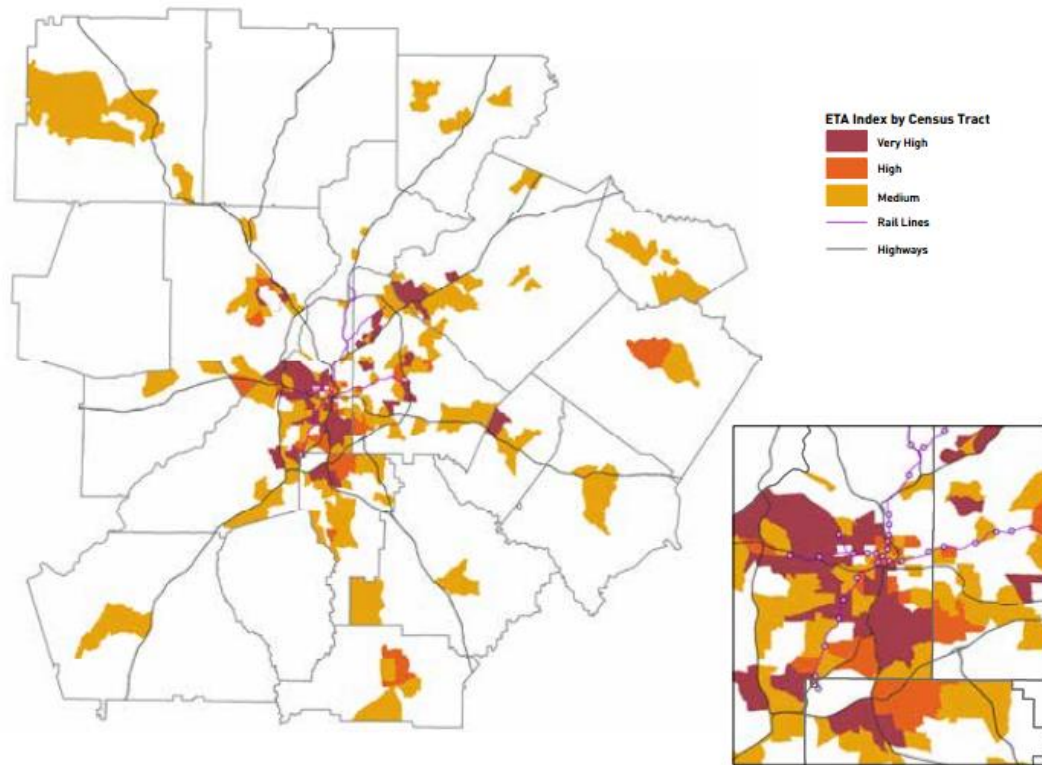 ETA Index by Census Tract
Very High
High
Medium
Rail Lines
Highways